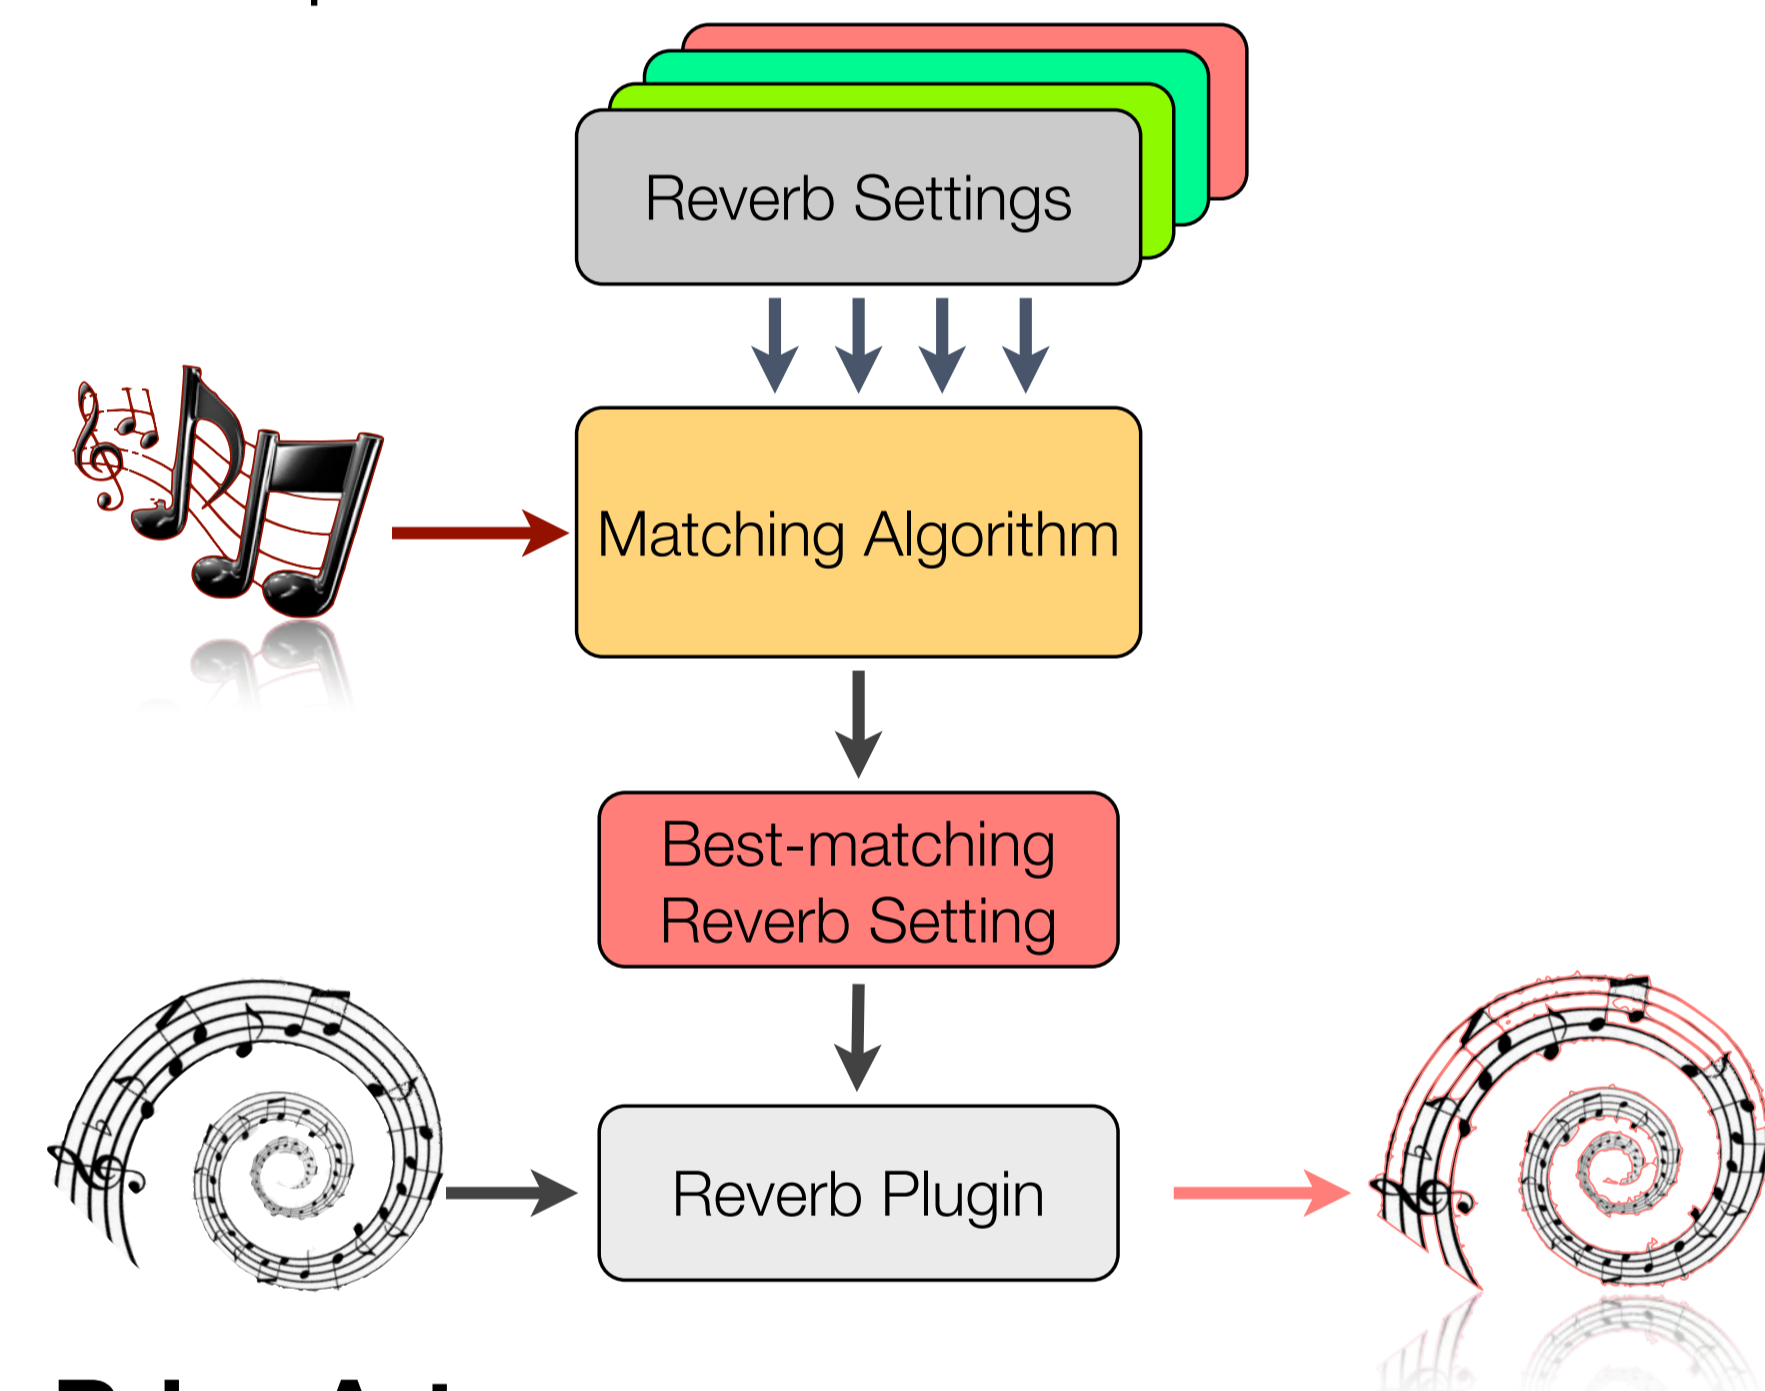 Reverb Settings
Matching Algorithm
Best-matching
Reverb Setting
Reverb Plugin